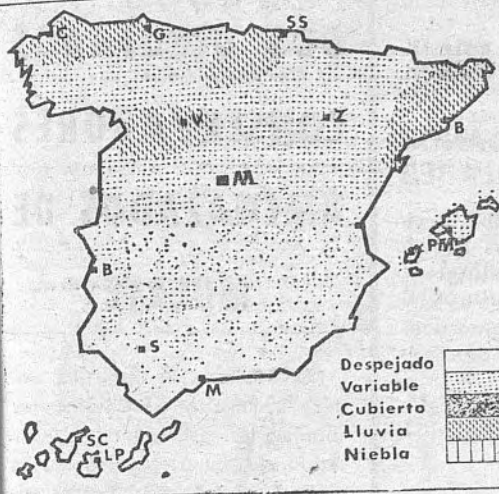 C
G
SS
V
Z
B
M
PM
B
S
M
SC
LP
Despejado
Variable
Cubierto
Lluvia
Niebla